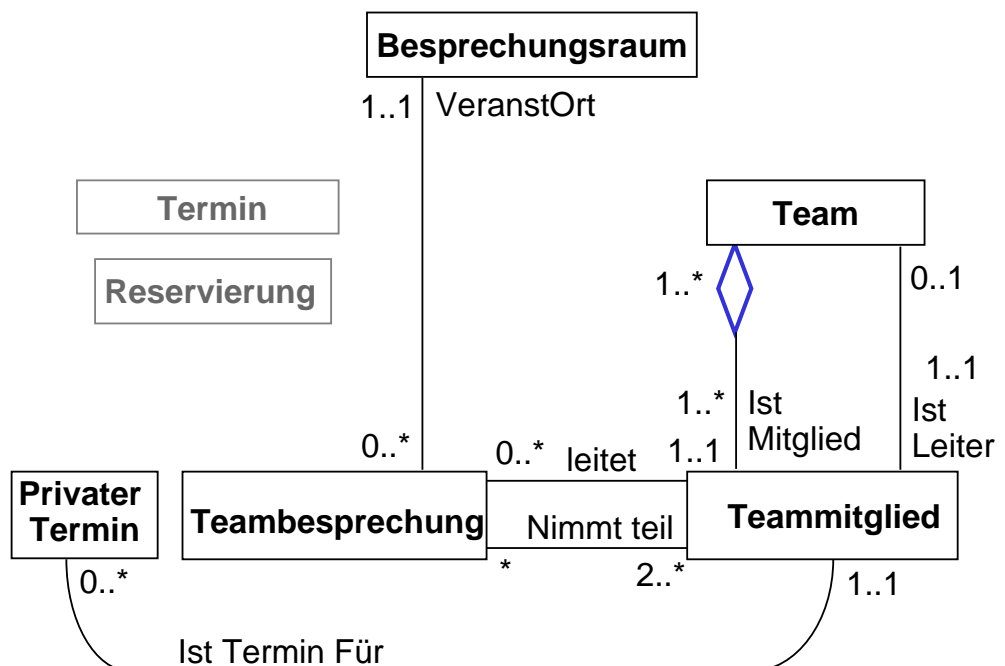 Besprechungsraum
1..1 VeranstOrt
Termin
Team
Reservierung
1..* 0..1
1..1
1..* Ist
Mitglied
Ist
Leiter
0..* 0..* leitet 1..1
Privater
Termin
Teambesprechung
Nimmt teil
Teammitglied
0..* * 2..* 1..1
Ist Termin Für